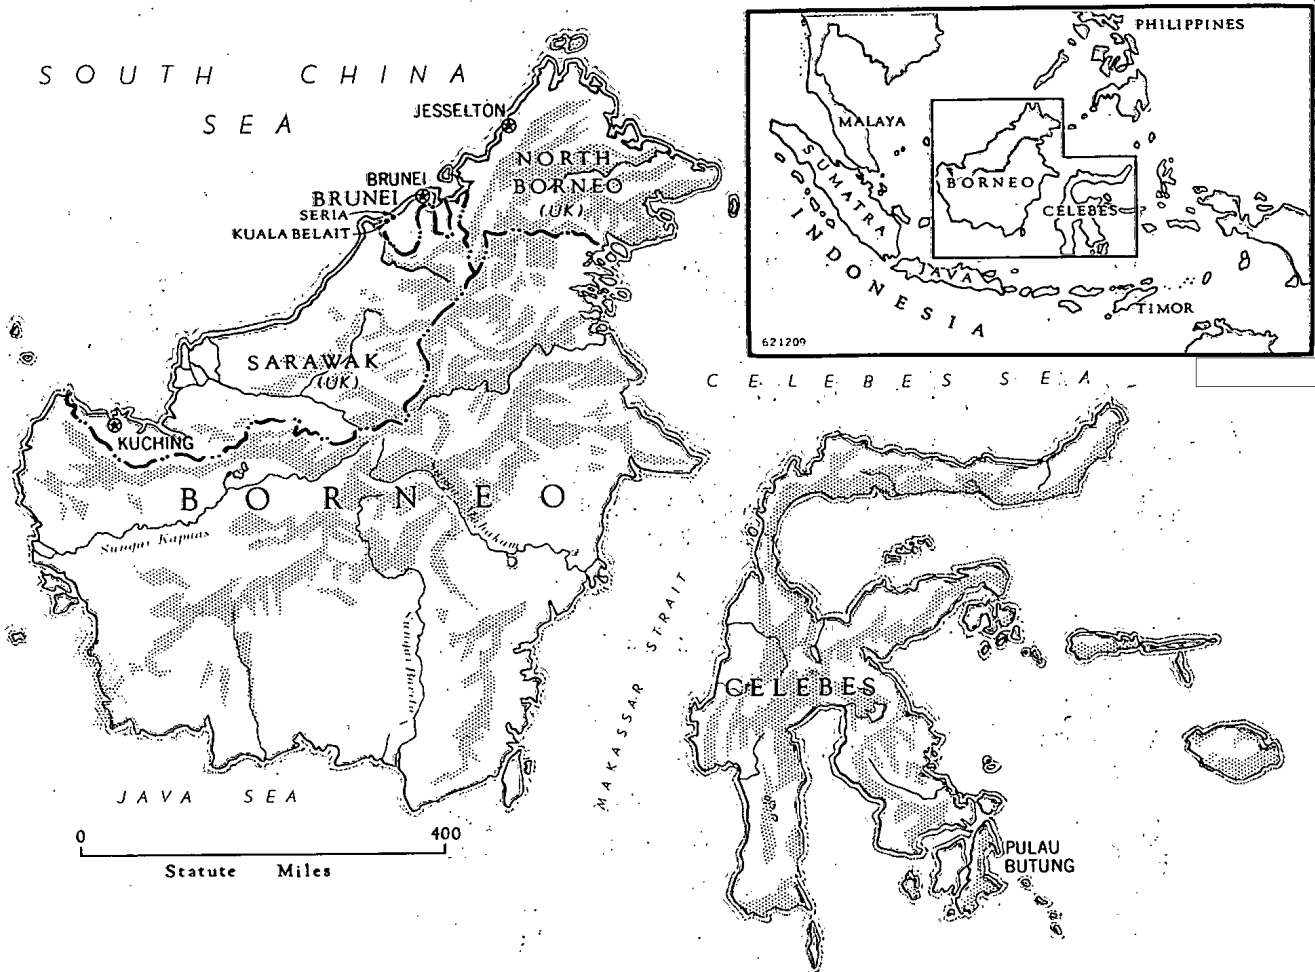 SOUTH CHINA
SEA
JESSELTON
NORTH
BORNEO
(UK)
BRUNEI
BRUNEI
SERIA
KUALA BELAIT
SARAWAK
(UK)
KUCHING
BORNEO
Sungai Kapuas
MAKASSAR STRAIT
JAVA SEA
0 400
Statute Miles
PHILIPPINES
MALAYA
SUMATRA
BORNEO
CELEBES
INDONESIA
JAVA
TIMOR
621209
CELEBES SEA
CELEBES
PULAU
BUTUNG